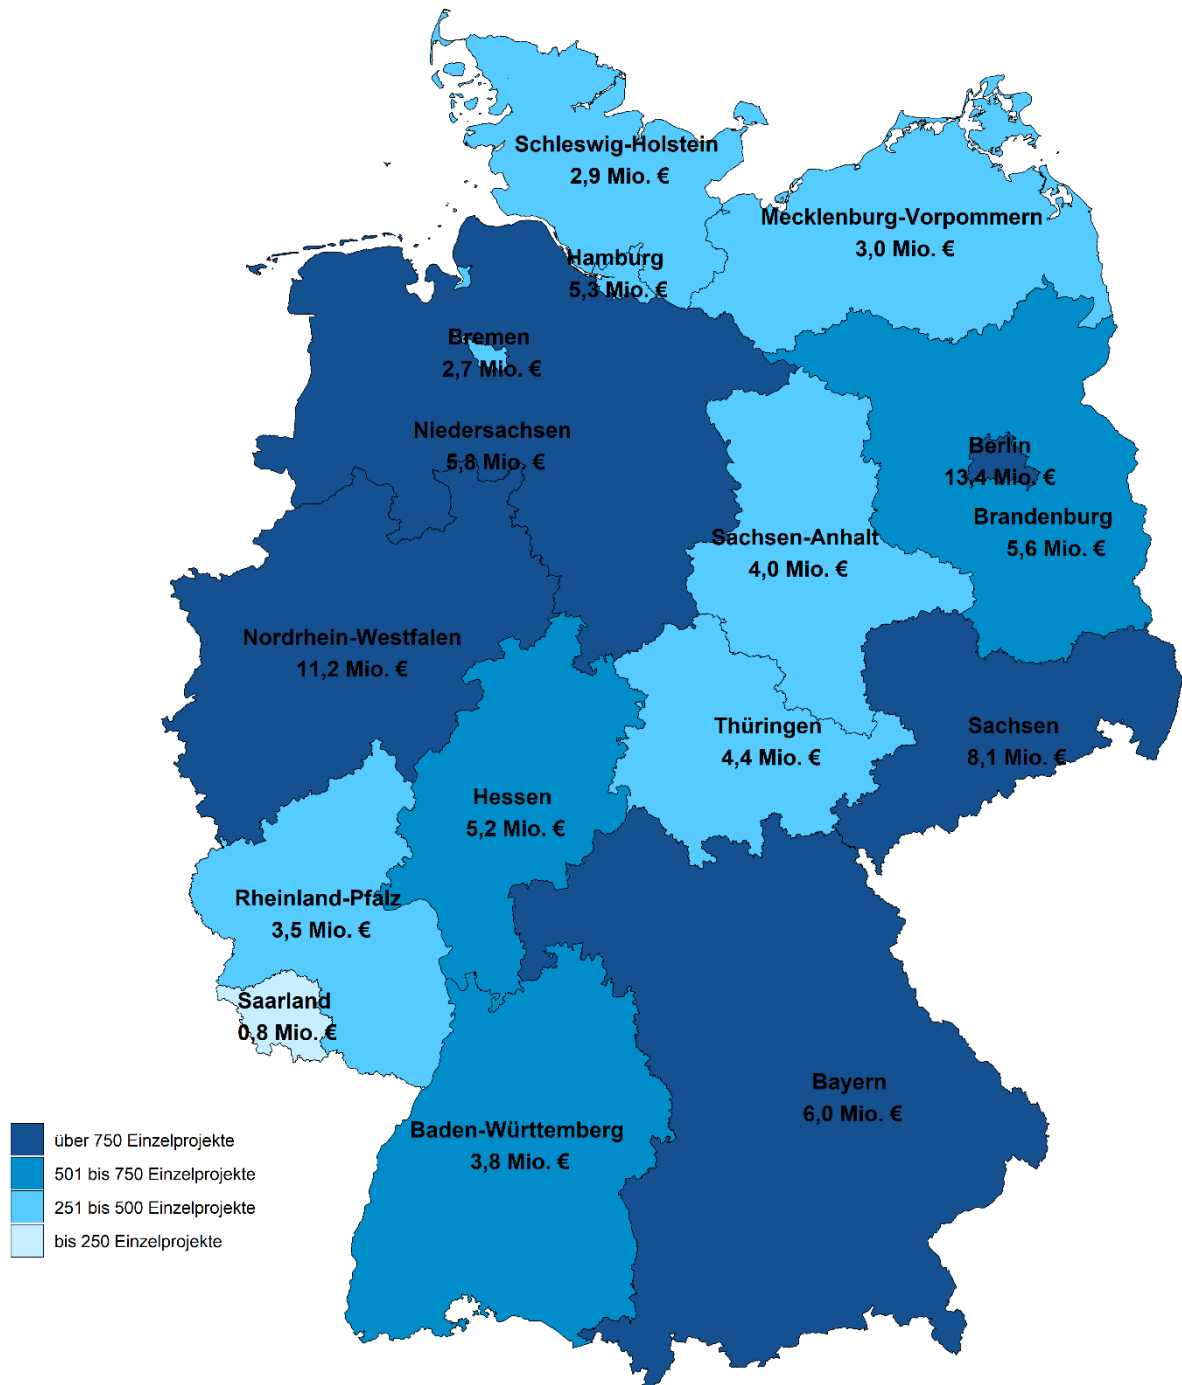 Schleswig-Holstein
2,9 Mio. €
Mecklenburg-Vorpommern
3,0 Mio. €
Hamburg
5,3 Mio. €
Bremen
2,7 Mio. €
Niedersachsen
5,8 Mio. €
Berlin
13,4 Mio. €
Brandenburg
5,6 Mio. €
Sachsen-Anhalt
4,0 Mio. €
Nordrhein-Westfalen
11,2 Mio. €
Thüringen
4,4 Mio. €
Sachsen
8,1 Mio. €
Hessen
5,2 Mio. €
Rheinland-Pfalz
3,5 Mio. €
Saarland
0,8 Mio. €
Bayern
6,0 Mio. €
Baden-Württemberg
3,8 Mio. €
über 750 Einzelprojekte
501 bis 750 Einzelprojekte
251 bis 500 Einzelprojekte
bis 250 Einzelprojekte